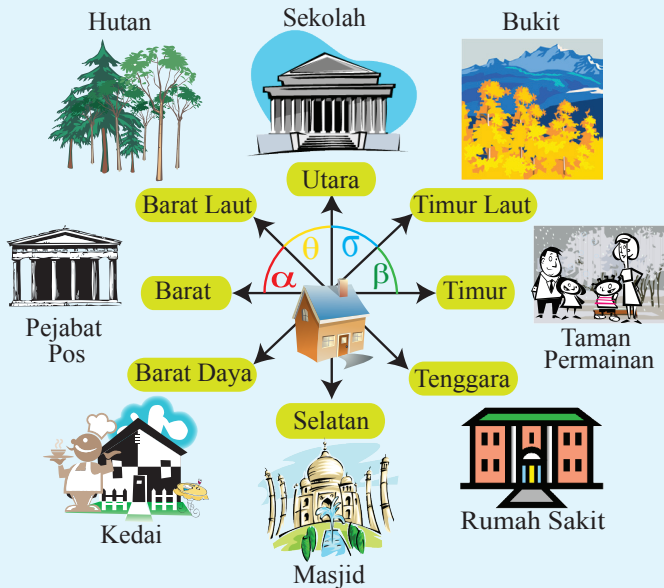 Hutan
Sekolah
Bukit
Utara
Barat Laut
Timur Laut
θ
σ
α
β
Barat
Timur
Pejabat
Pos
Taman
Permainan
Barat Daya
Tenggara
Selatan
Kedai
Masjid
Rumah Sakit